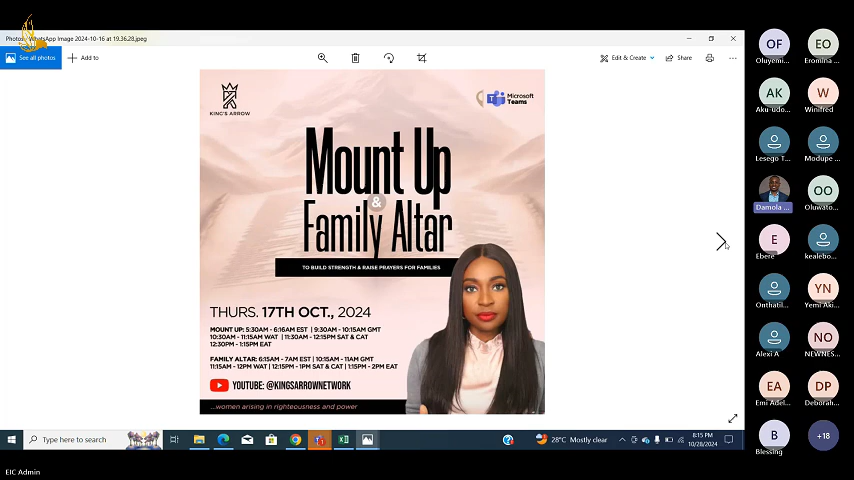 Photos - WhatsApp Image 2024-10-16 at 19.36.28.jpeg
See all photos
Add to
Edit & Create
Share
KING'S ARROW
Microsoft
Teams
Mount Up
&
Family Altar
TO BUILD STRENGTH & RAISE PRAYERS FOR FAMILIES
THURS. 17TH OCT., 2024
MOUNT UP: 5:30AM - 6:16AM EST | 9:30AM - 10:15AM GMT
10:30AM - 11:15AM WAT | 11:30AM - 12:15PM SAT & CAT
12:30PM - 1:15PM EAT
FAMILY ALTAR: 6:15AM - 7AM EST | 10:15AM - 11AM GMT
11:15AM - 12PM WAT | 12:15PM - 1PM SAT & CAT | 1:15PM - 2PM EAT
YOUTUBE: @KINGSARROWNETWORK
...women arising in righteousness and power
Type here to search
28°C Mostly clear
8:15 PM
10/28/2024
EIC Admin
OF
Oluyemi...
EO
Eromina...
AK
Aku-udo...
W
Winifred
Lesego T...
Modupe ...
Damola ...
OO
Oluwato...
E
Ebere
kealebo...
Onthatil...
YN
Yemi Aki...
Alexi A
NO
NEWNES...
EA
Emi Adel...
DP
Deborah...
B
Blessing
+18